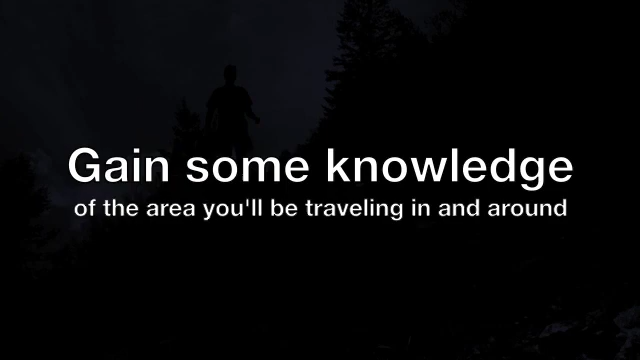 Gain some knowledge
of the area you'll be traveling in and around